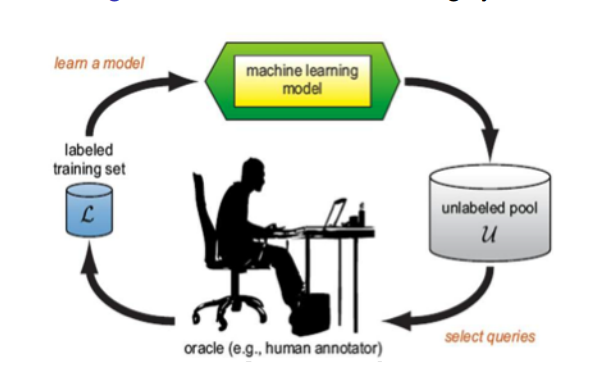 learn a model
machine learning
model
labeled
training set
ℒ
unlabeled pool
𝒰
oracle (e.g., human annotator)
select queries